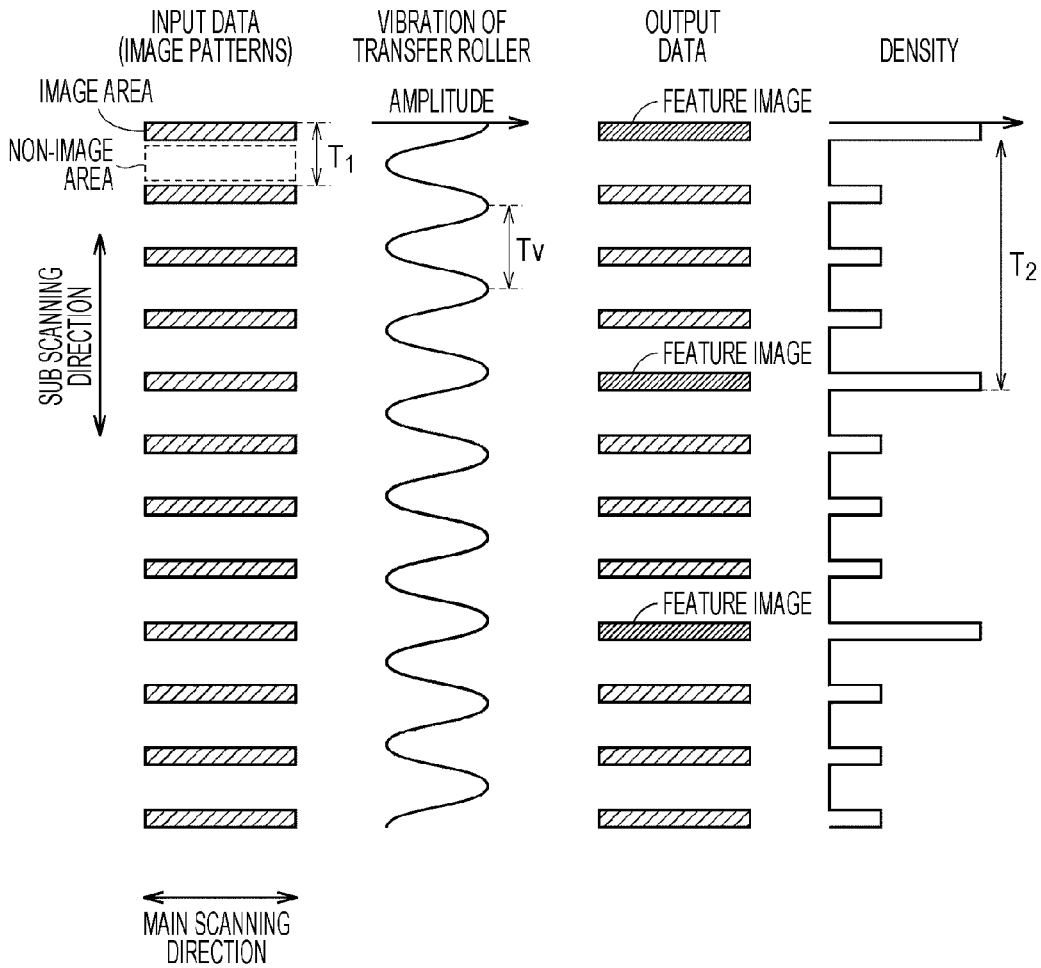 INPUT DATA
(IMAGE PATTERNS)
VIBRATION OF
TRANSFER ROLLER
OUTPUT
DATA
DENSITY
IMAGE AREA
AMPLITUDE
FEATURE IMAGE
NON-IMAGE
AREA
T1
Tv
T2
SUB SCANNING
DIRECTION
FEATURE IMAGE
FEATURE IMAGE
MAIN SCANNING
DIRECTION